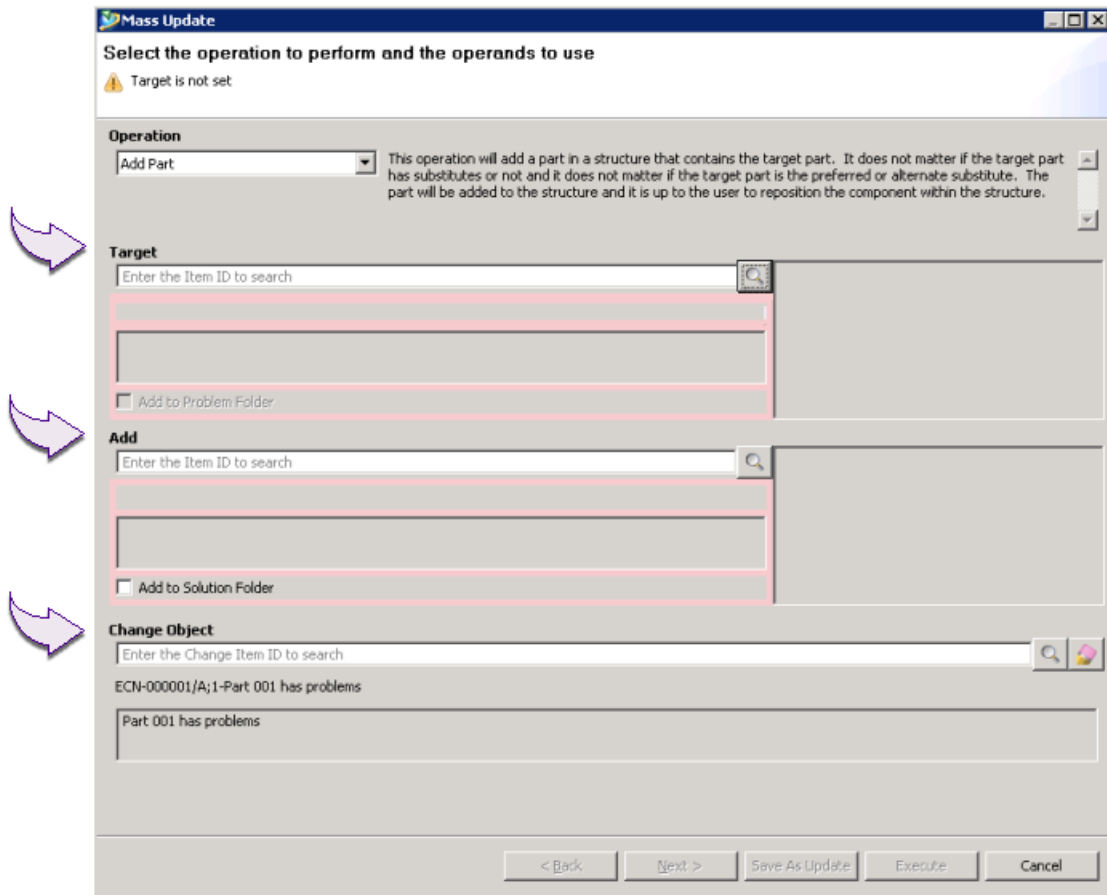 Mass Update
Select the operation to perform and the operands to use
Target is not set
Operation
Add Part
This operation will add a part in a structure that contains the target part. It does not matter if the target part
has substitutes or not and it does not matter if the target part is the preferred or alternate substitute. The
part will be added to the structure and it is up to the user to reposition the component within the structure.
Target
Enter the Item ID to search
Add to Problem Folder
Add
Enter the Item ID to search
Add to Solution Folder
Change Object
Enter the Change Item ID to search
ECN-000001/A;1-Part 001 has problems
Part 001 has problems
< Back Next > Save As Update Execute Cancel